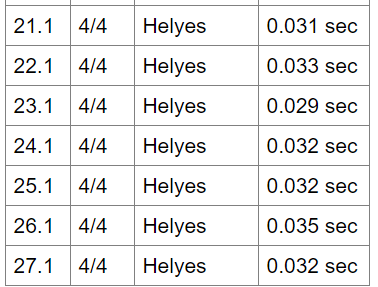 21.1 4/4 Helyes 0.031 sec
22.1 4/4 Helyes 0.033 sec
23.1 4/4 Helyes 0.029 sec
24.1 4/4 Helyes 0.032 sec
25.1 4/4 Helyes 0.032 sec
26.1 4/4 Helyes 0.035 sec
27.1 4/4 Helyes 0.032 sec